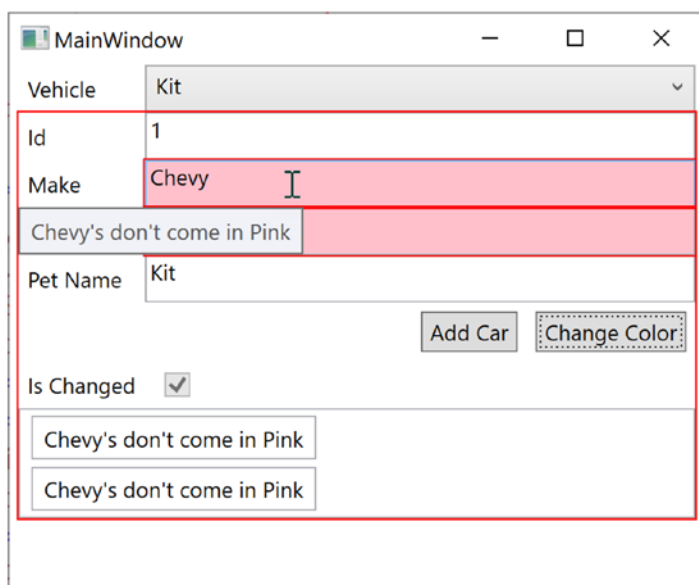 MainWindow
Vehicle Kit
Id 1
Make Chevy
Chevy's don't come in Pink
Pet Name Kit
Add Car Change Color
Is Changed
Chevy's don't come in Pink
Chevy's don't come in Pink